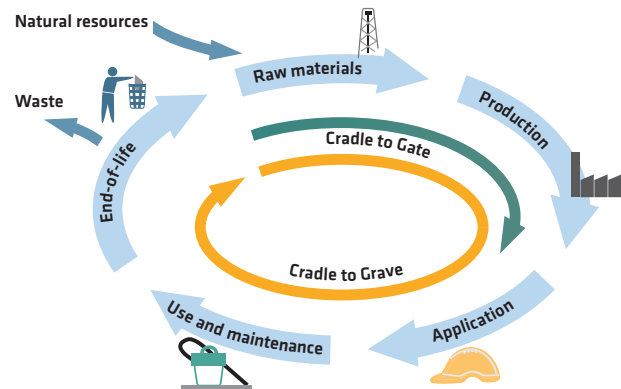 Natural resources
Raw materials
Production
Waste
Cradle to Gate
End-of-life
Cradle to Grave
Application
Use and maintenance